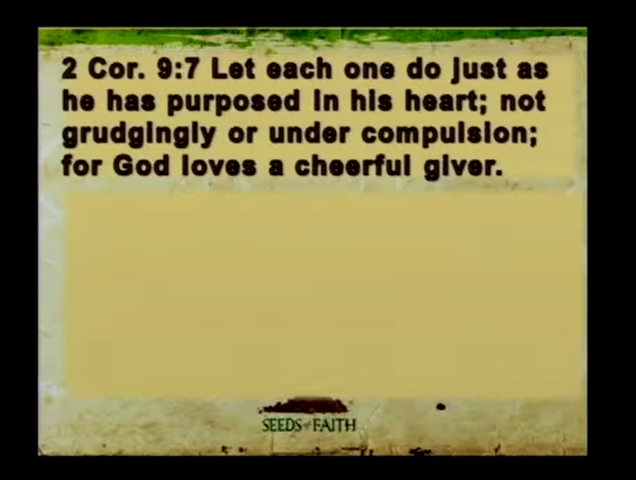 2 Cor. 9:7 Let each one do just as
he has purposed in his heart; not
grudgingly or under compulsion;
for God loves a cheerful giver.
SEEDS of FAITH